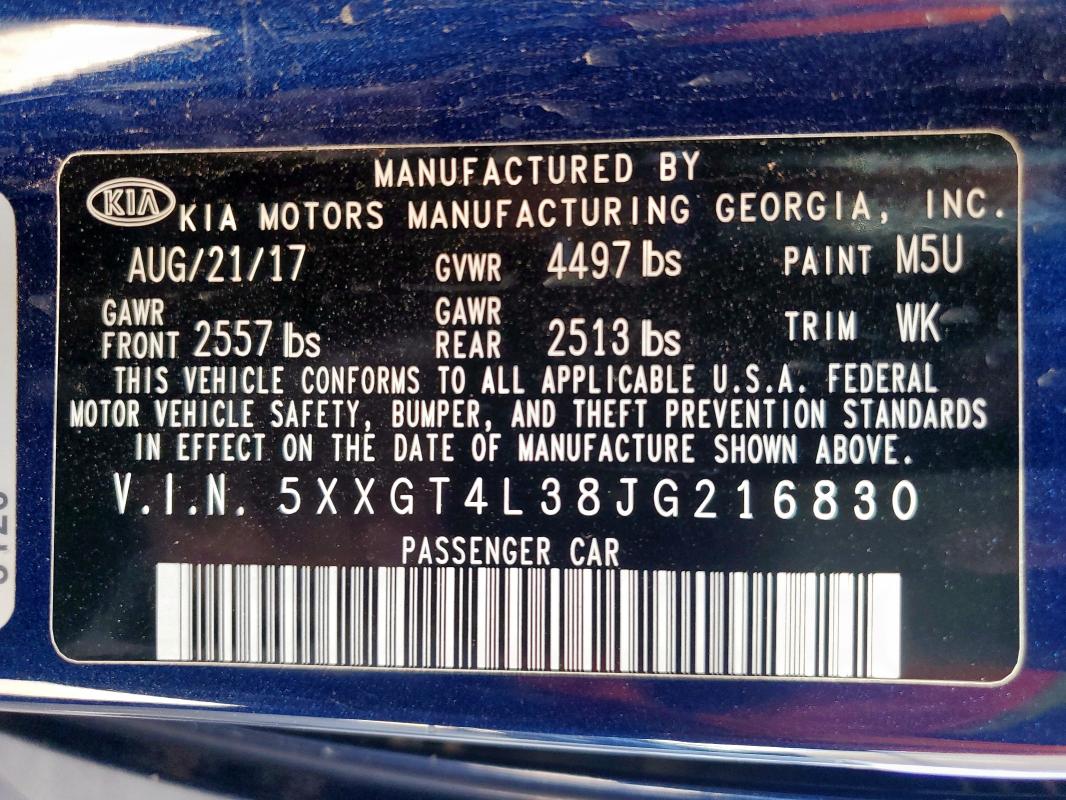 MANUFACTURED BY
KIA KIA MOTORS MANUFACTURING GEORGIA, INC.
AUG/21/17 GVWR 4497 lbs PAINT M5U
GAWR FRONT 2557 lbs GAWR REAR 2513 lbs TRIM WK
THIS VEHICLE CONFORMS TO ALL APPLICABLE U.S.A. FEDERAL
MOTOR VEHICLE SAFETY, BUMPER, AND THEFT PREVENTION STANDARDS
IN EFFECT ON THE DATE OF MANUFACTURE SHOWN ABOVE.
V.I.N. 5XXGT4L38JG216830
PASSENGER CAR